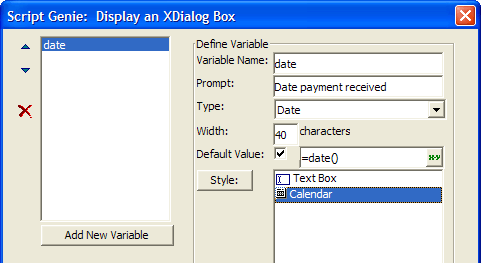 Script Genie:  Display an XDialog Box
date
Define Variable
Variable Name: date
Prompt: Date payment received
Type: Date
Width: 40 characters
Default Value: =date()
Style: Text Box
Calendar
Add New Variable